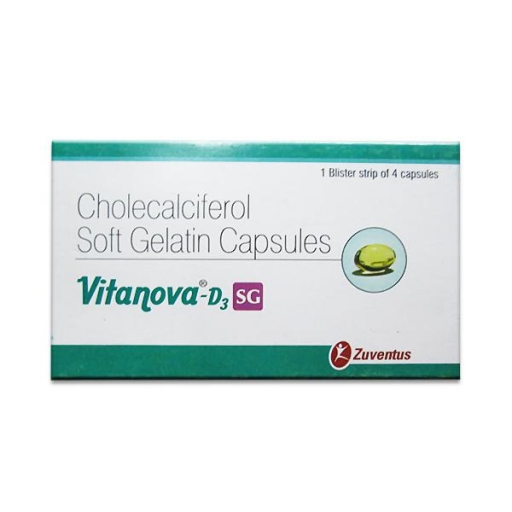 1 Blister strip of 4 capsules
Cholecalciferol
Soft Gelatin Capsules
Vitanova®-D₃ SG
Zuventus